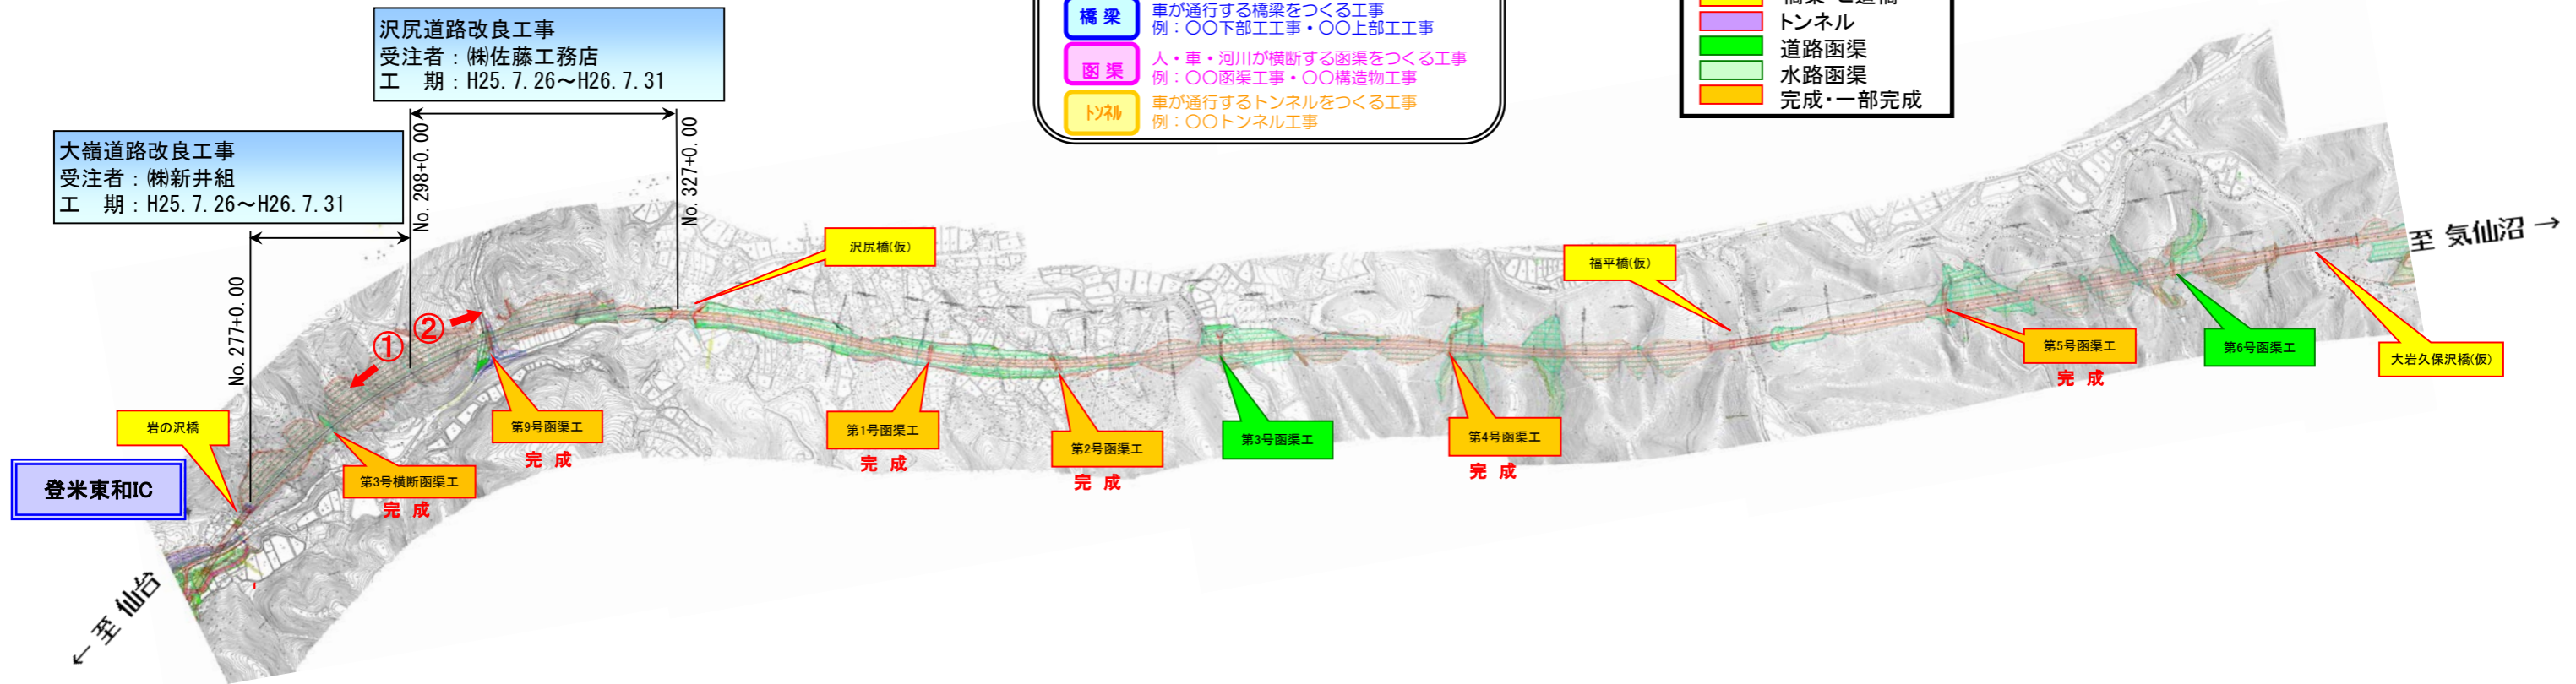 沢尻道路改良工事
受注者：㈱佐藤工務店
工　期：H25.7.26～H26.7.31
大嶺道路改良工事
受注者：㈱新井組
工　期：H25.7.26～H26.7.31
No.277+0.00
No.298+0.00
No.327+0.00
橋 梁
車が通行する橋梁をつくる工事
例：〇〇下部工工事・〇〇上部工工事
函 渠
人・車・河川が横断する函渠をつくる工事
例：〇〇函渠工事・〇〇構造物工事
トンネル
車が通行するトンネルをつくる工事
例：〇〇トンネル工事
トンネル
道路函渠
水路函渠
完成・一部完成
①
②
岩の沢橋
登米東和IC
← 至 仙台
第3号横断函渠工
完 成
第9号函渠工
完 成
沢尻橋(仮)
第1号函渠工
完 成
第2号函渠工
完 成
第3号函渠工
第4号函渠工
完 成
福平橋(仮)
第5号函渠工
完 成
第6号函渠工
大岩久保沢橋(仮)
至 気仙沼 →